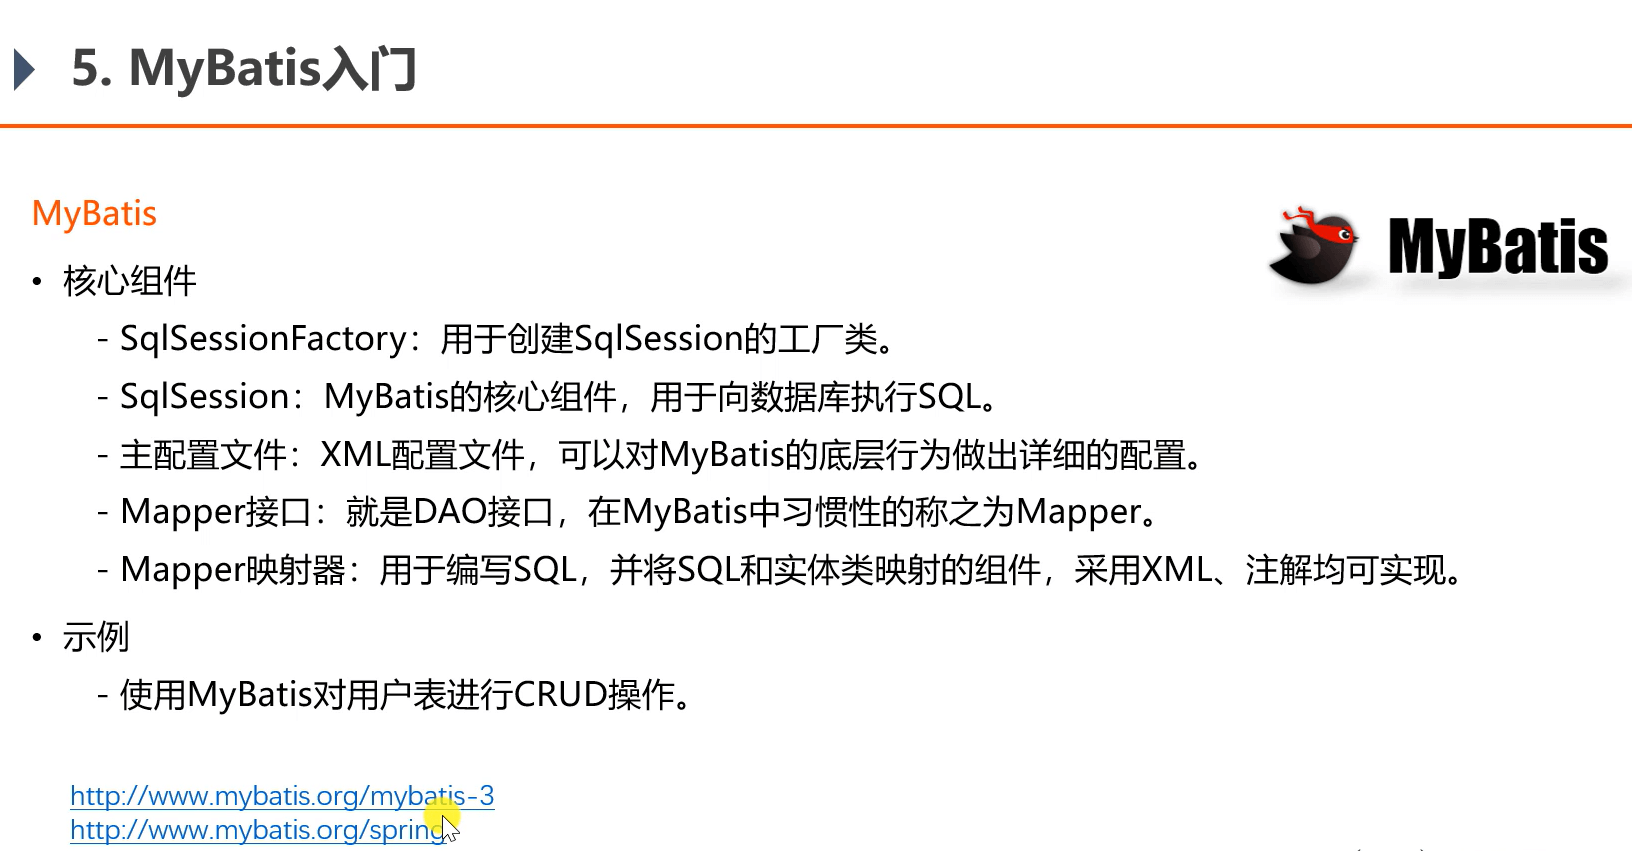 5. MyBatis入门
MyBatis
MyBatis
• 核心组件
- SqlSessionFactory：用于创建SqlSession的工厂类。
- SqlSession：MyBatis的核心组件，用于向数据库执行SQL。
- 主配置文件：XML配置文件，可以对MyBatis的底层行为做出详细的配置。
- Mapper接口：就是DAO接口，在MyBatis中习惯性的称之为Mapper。
- Mapper映射器：用于编写SQL，并将SQL和实体类映射的组件，采用XML、注解均可实现。
• 示例
- 使用MyBatis对用户表进行CRUD操作。
http://www.mybatis.org/mybatis-3
http://www.mybatis.org/spring